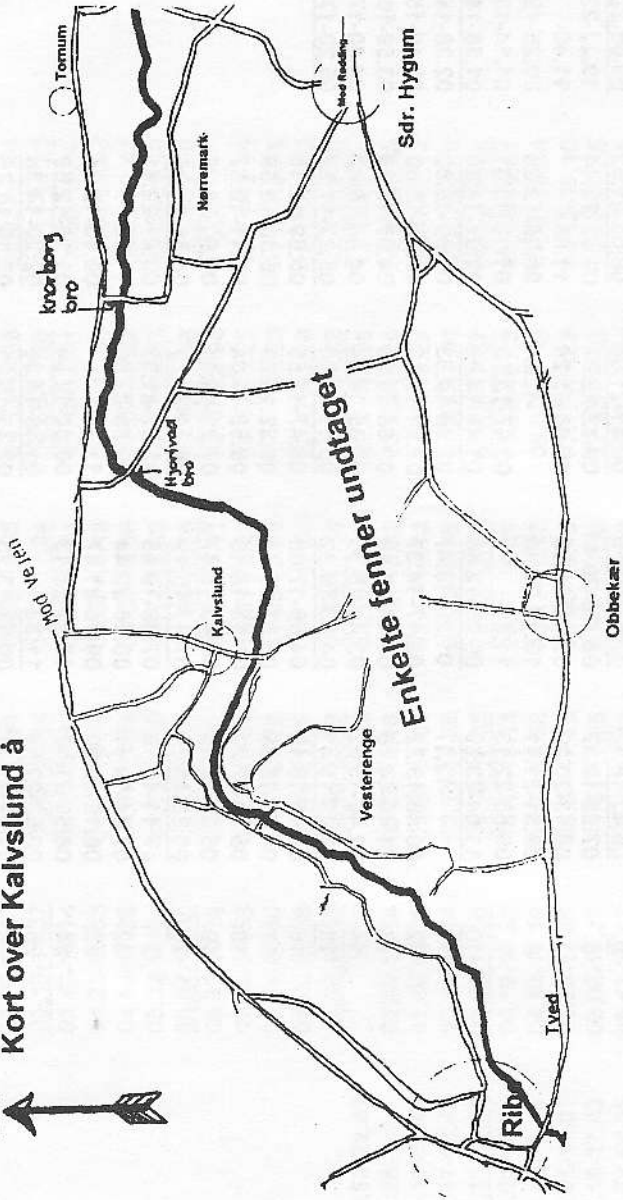 Kort over Kalvslund å
Mod Vejen
Knorborg bro
Tornum
Hjortvad bro
Nørremark
Mod Rødding
Sdr. Hygum
Kalvslund
Vesterenge
Enkelte fenner undtaget
Ribe
Tved
Obbekær